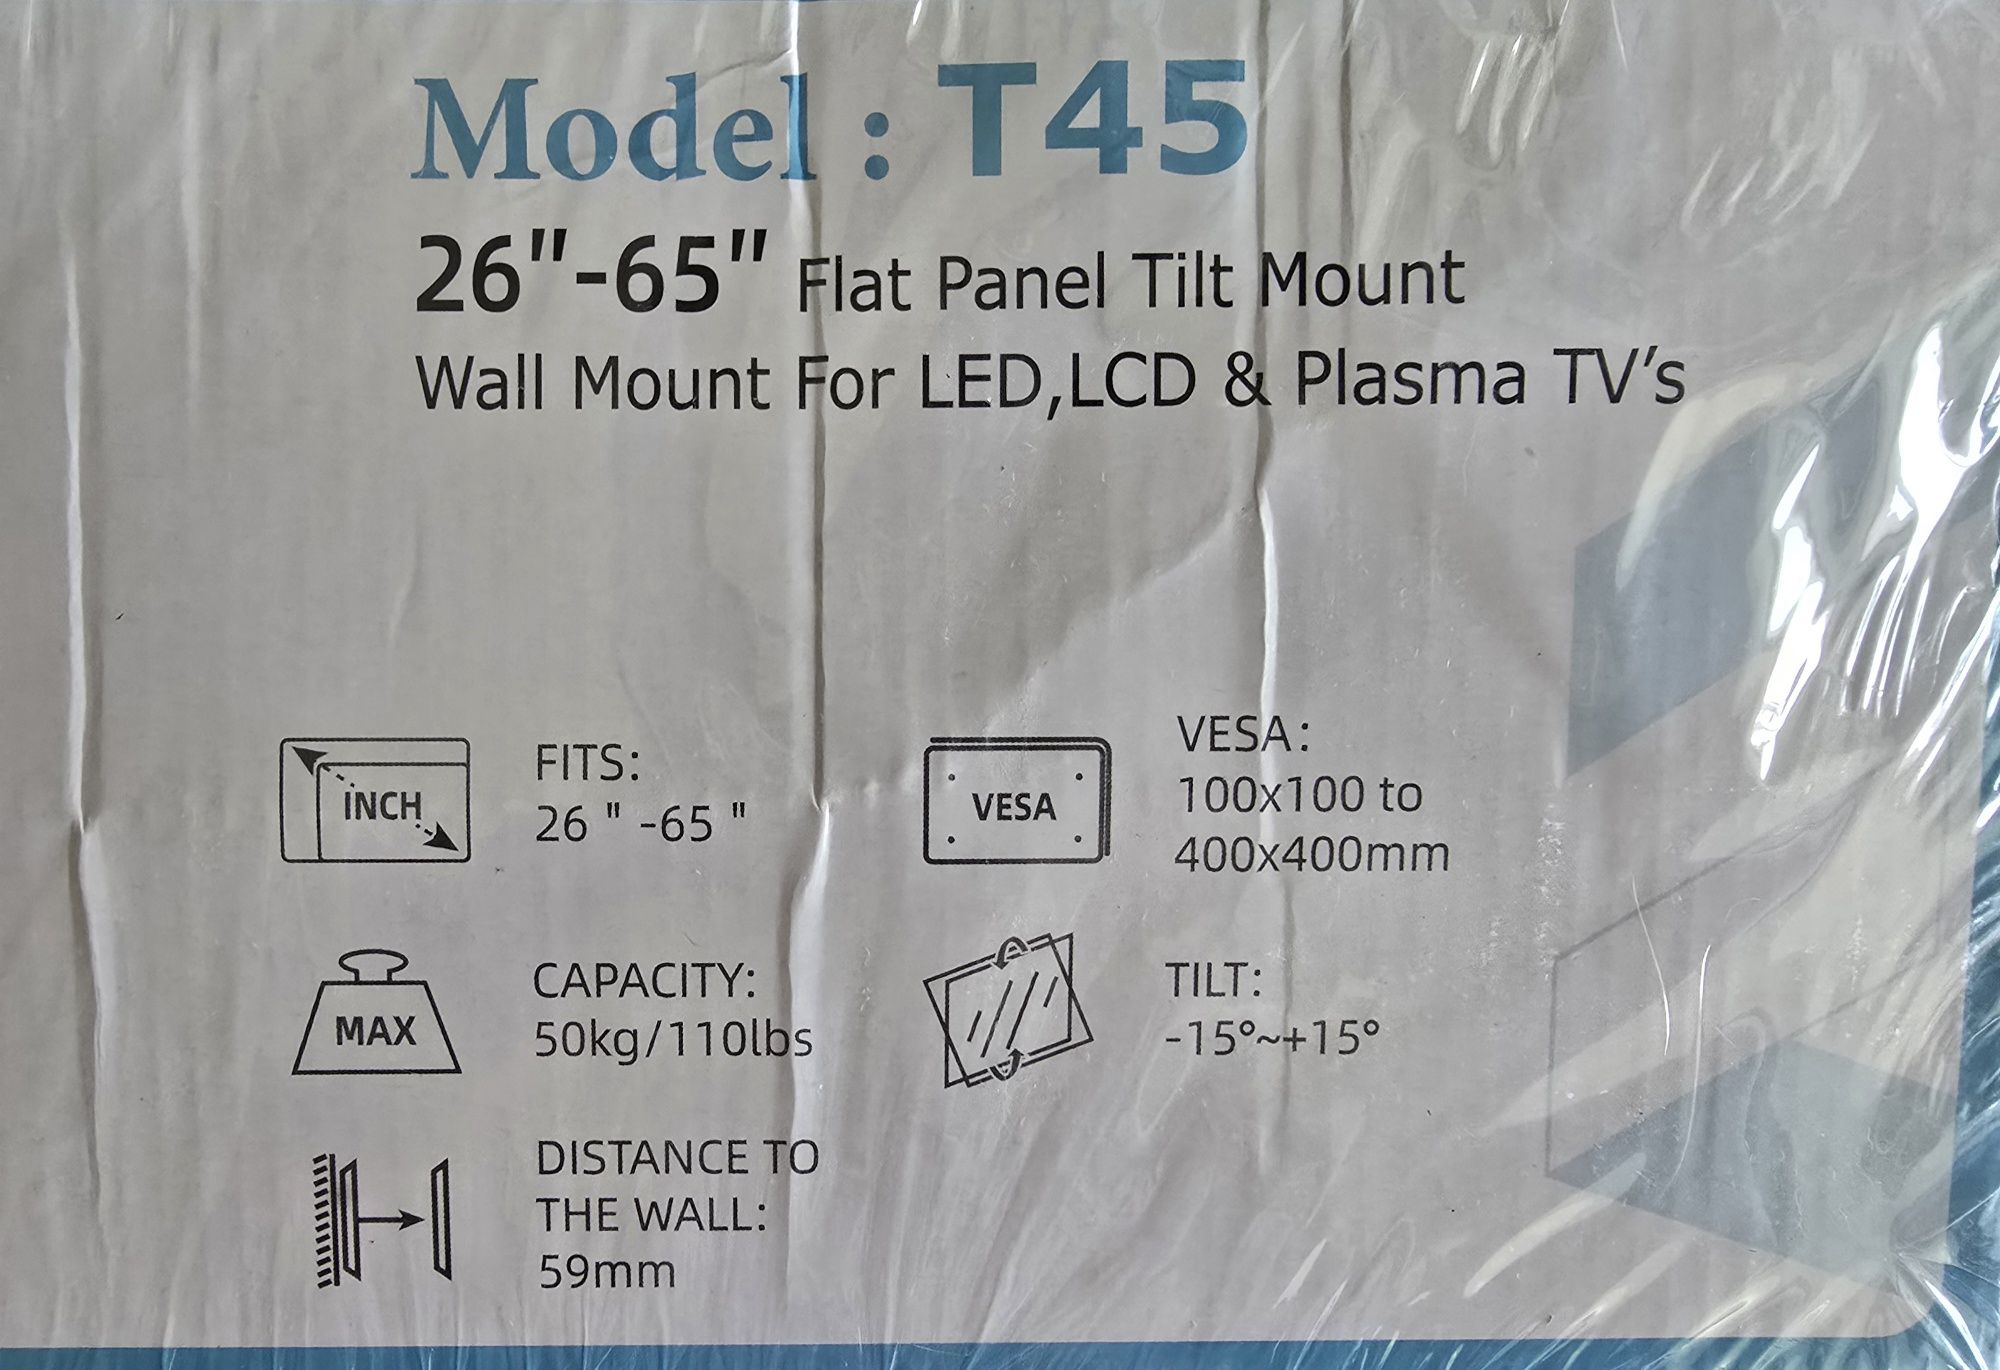 Model : T45
26"-65" Flat Panel Tilt Mount
Wall Mount For LED,LCD & Plasma TV's
INCH
FITS:
26 " -65 "
VESA
VESA:
100x100 to
400x400mm
MAX
CAPACITY:
50kg/110lbs
TILT:
-15°~+15°
DISTANCE TO
THE WALL:
59mm